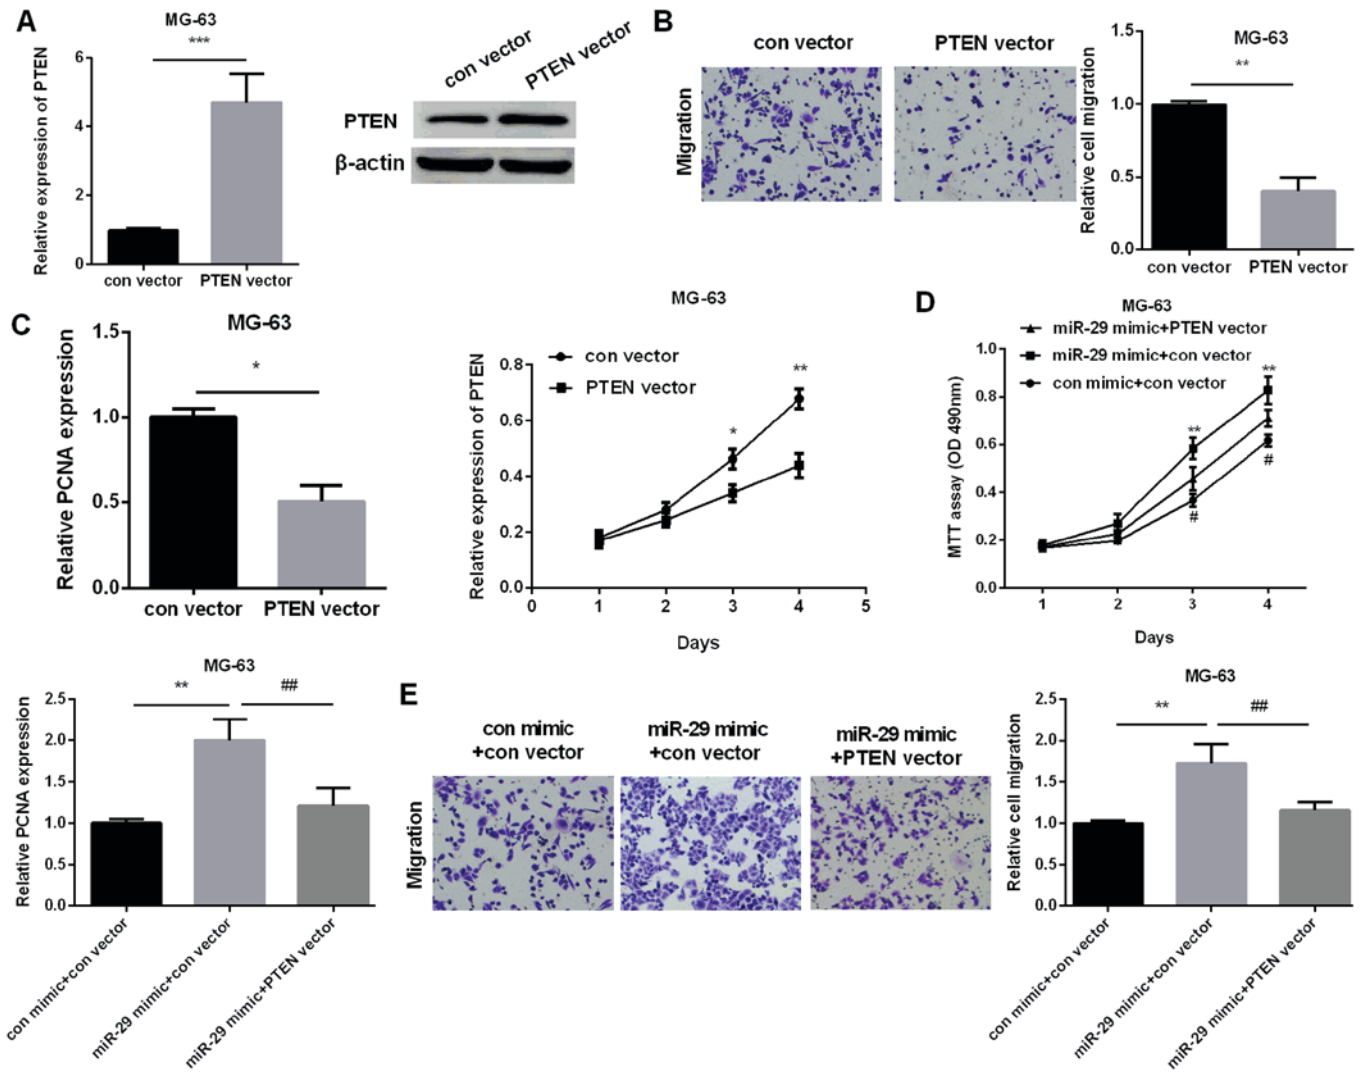 A
MG-63
***
Relative expression of PTEN
6
4
2
0
con vector
PTEN vector
con vector
PTEN vector
PTEN
β-actin
B
con vector
PTEN vector
Migration
MG-63
**
Relative cell migration
1.5
1.0
0.5
0.0
con vector
PTEN vector
C
MG-63
*
Relative PCNA expression
1.5
1.0
0.5
0.0
con vector
PTEN vector
MG-63
con vector
PTEN vector
Relative expression of PTEN
0.8
0.6
0.4
0.2
0.0
*
**
0
1
2
3
4
5
Days
D
MG-63
miR-29 mimic+PTEN vector
miR-29 mimic+con vector
con mimic+con vector
MTT assay (OD 490nm)
1.0
0.8
0.6
0.4
0.2
0.0
**
**
#
#
1
2
3
4
Days
MG-63
**
##
Relative PCNA expression
2.5
2.0
1.5
1.0
0.5
0.0
con mimic+con vector
miR-29 mimic+con vector
miR-29 mimic+PTEN vector
E
con mimic
+con vector
miR-29 mimic
+con vector
miR-29 mimic
+PTEN vector
Migration
MG-63
**
##
Relative cell migration
2.5
2.0
1.5
1.0
0.5
0.0
con mimic+con vector
miR-29 mimic+con vector
miR-29 mimic+PTEN vector